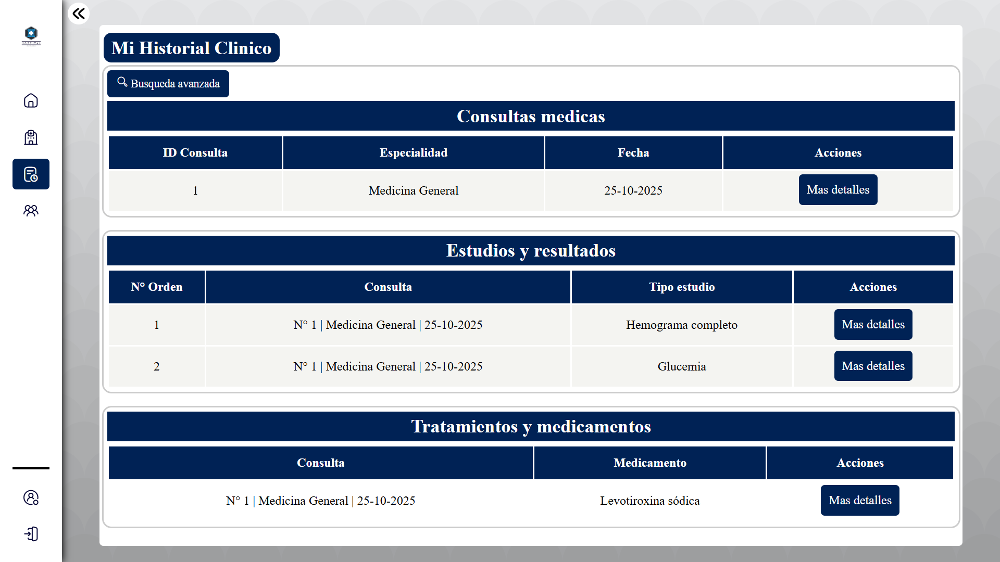 HOSPITAL
Mi Historial Clinico
Busqueda avanzada
Consultas medicas
ID Consulta Especialidad Fecha Acciones
1 Medicina General 25-10-2025 Mas detalles
Estudios y resultados
N° Orden Consulta Tipo estudio Acciones
1 N° 1 | Medicina General | 25-10-2025 Hemograma completo Mas detalles
2 N° 1 | Medicina General | 25-10-2025 Glucemia Mas detalles
Tratamientos y medicamentos
Consulta Medicamento Acciones
N° 1 | Medicina General | 25-10-2025 Levotiroxina sódica Mas detalles